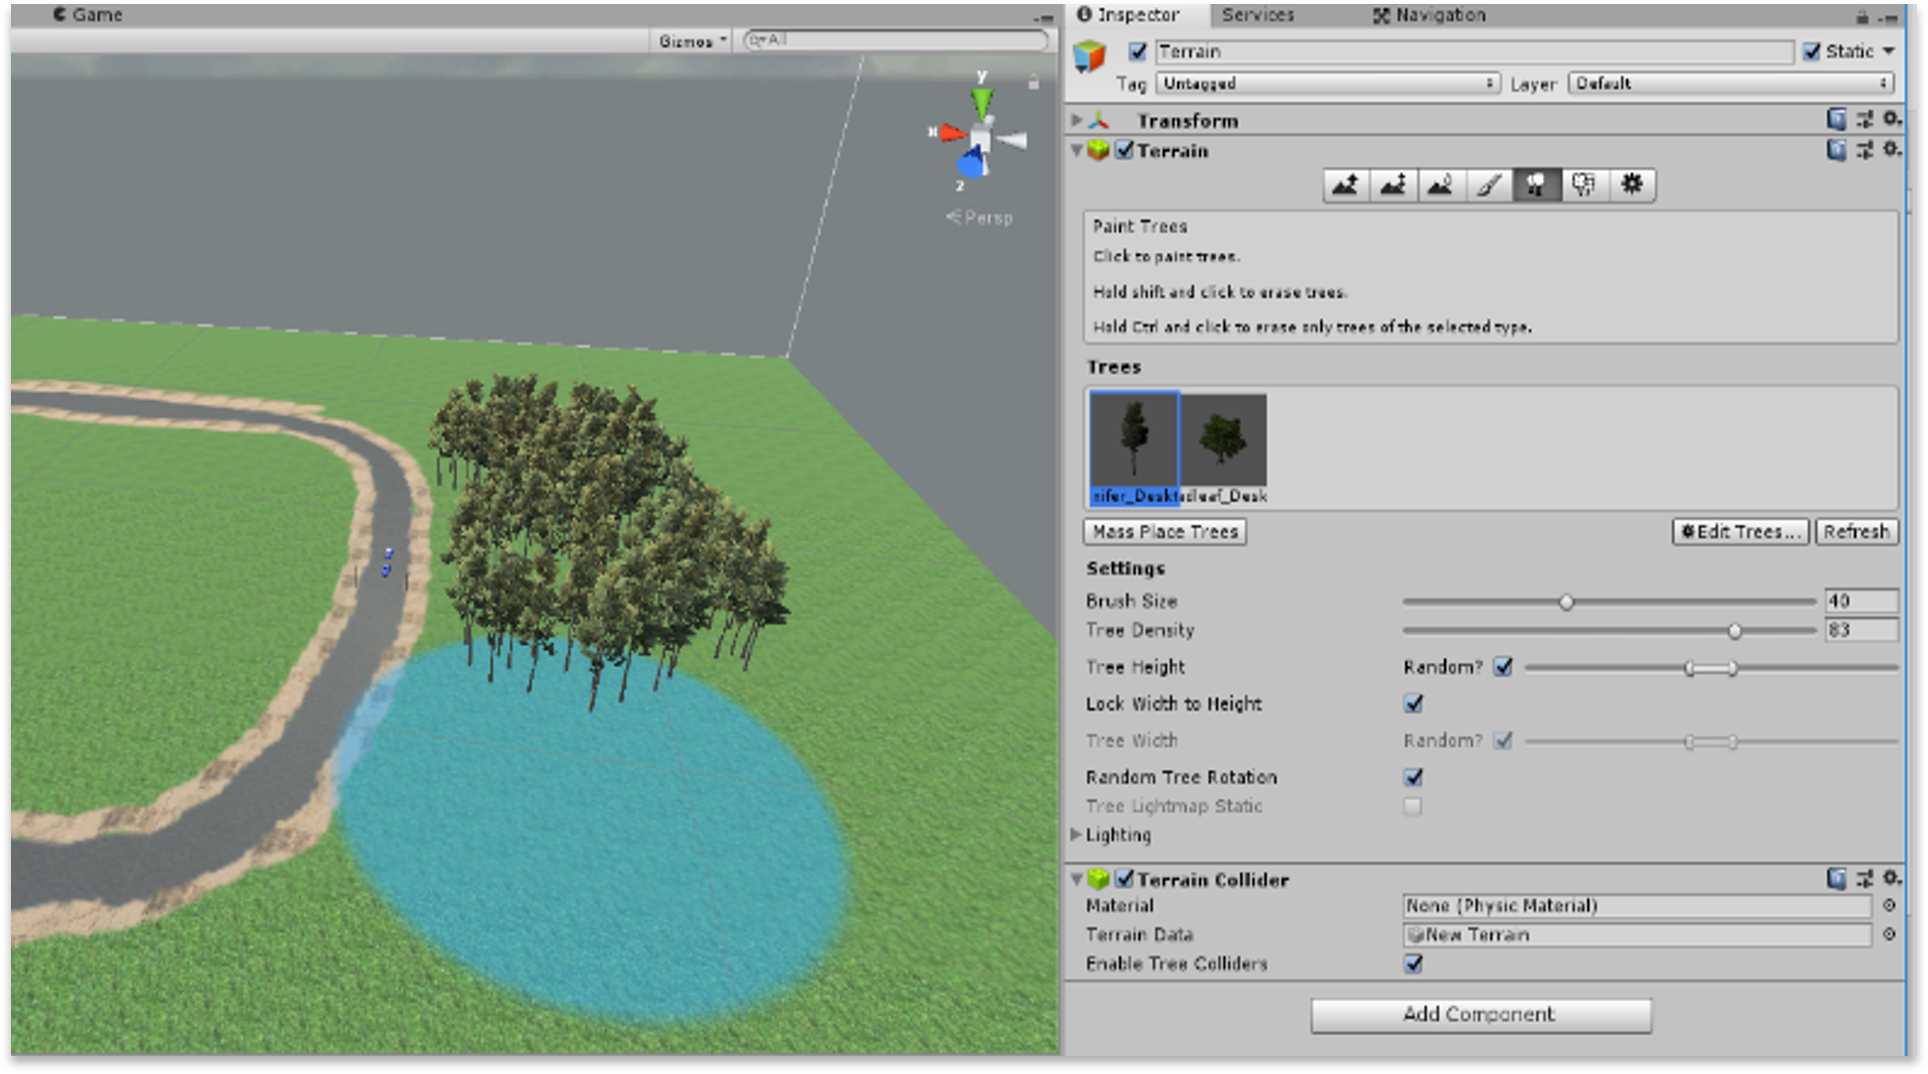 Game
Gizmos
All
y
x
z
Persp
Inspector Services Navigation
Terrain Static
Tag Untagged Layer Default
Transform
Terrain
Paint Trees
Click to paint trees.
Hold shift and click to erase trees.
Hold Ctrl and click to erase only trees of the selected type.
Trees
nifer_Deskt adleaf_Desk
Mass Place Trees Edit Trees... Refresh
Settings
Brush Size 40
Tree Density 83
Tree Height Random?
Lock Width to Height
Tree Width Random?
Random Tree Rotation
Tree Lightmap Static
Lighting
Terrain Collider
Material None (Physic Material)
Terrain Data New Terrain
Enable Tree Colliders
Add Component